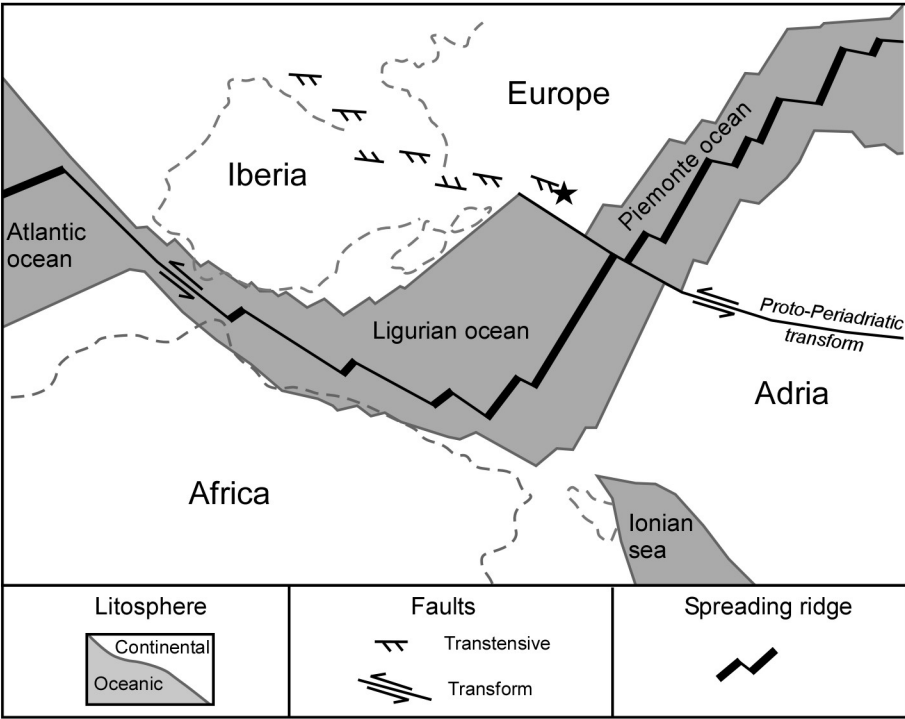 Europe
Iberia
Piemonte ocean
Atlantic
ocean
Ligurian ocean
Proto-Periadriatic
transform
Adria
Africa
Ionian
sea
Litosphere
Continental
Oceanic
Faults
Transtensive
Transform
Spreading ridge